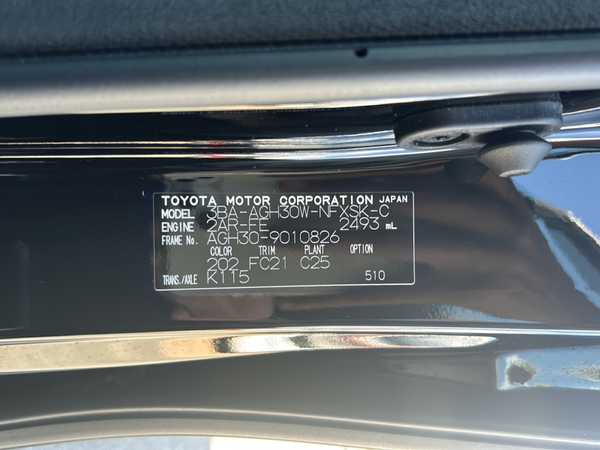 TOYOTA MOTOR CORPORATION JAPAN
MODEL 3BA-AGH30W-NFXSK-C
ENGINE 2AR-FE 2493 mL
FRAME No. AGH30-9010826
COLOR TRIM PLANT OPTION
202 FC21 C25
TRANS./AXLE K115 510